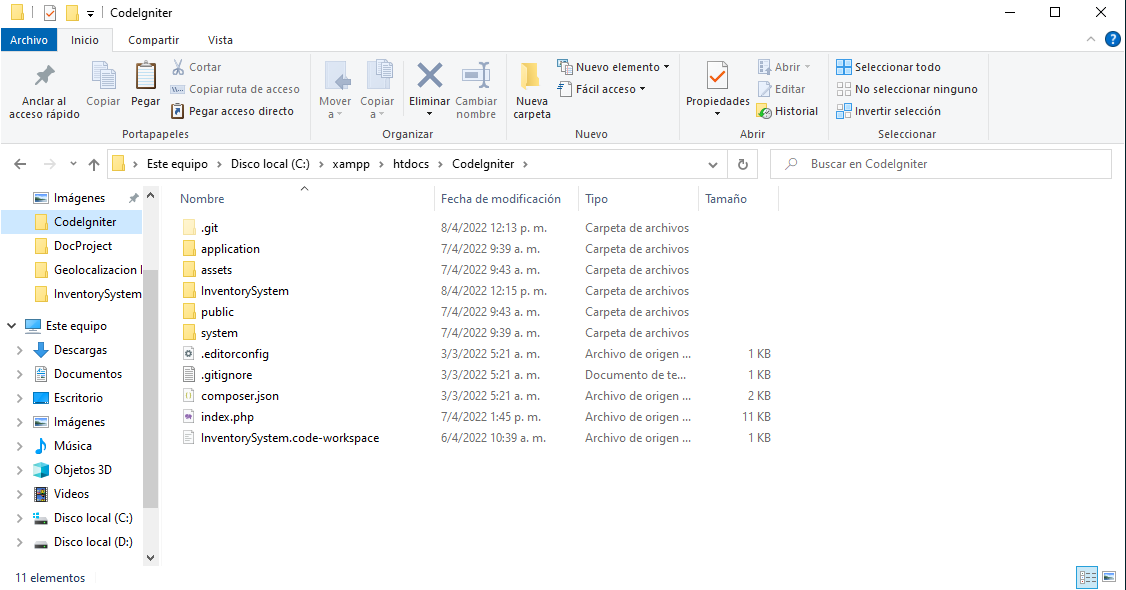 CodeIgniter
Archivo Inicio Compartir Vista
Anclar al acceso rápido
Copiar
Pegar
Cortar
Copiar ruta de acceso
Pegar acceso directo
Portapapeles
Mover a
Copiar a
Eliminar
Cambiar nombre
Organizar
Nueva carpeta
Nuevo elemento
Fácil acceso
Nuevo
Propiedades
Abrir
Editar
Historial
Abrir
Seleccionar todo
No seleccionar ninguno
Invertir selección
Seleccionar
Este equipo > Disco local (C:) > xampp > htdocs > CodeIgniter >
Buscar en CodeIgniter
Imágenes
CodeIgniter
DocProject
Geolocalizacion
InventorySystem
Este equipo
Descargas
Documentos
Escritorio
Imágenes
Música
Objetos 3D
Videos
Disco local (C:)
Disco local (D:)
Nombre Fecha de modificación Tipo Tamaño
.git 8/4/2022 12:13 p. m. Carpeta de archivos
application 7/4/2022 9:39 a. m. Carpeta de archivos
assets 7/4/2022 9:43 a. m. Carpeta de archivos
InventorySystem 8/4/2022 12:15 p. m. Carpeta de archivos
public 7/4/2022 9:43 a. m. Carpeta de archivos
system 7/4/2022 9:39 a. m. Carpeta de archivos
.editorconfig 3/3/2022 5:21 a. m. Archivo de origen ... 1 KB
.gitignore 3/3/2022 5:21 a. m. Documento de te... 1 KB
composer.json 3/3/2022 5:21 a. m. Archivo de origen ... 2 KB
index.php 7/4/2022 1:45 p. m. Archivo de origen ... 11 KB
InventorySystem.code-workspace 6/4/2022 10:39 a. m. Archivo de origen ... 1 KB
11 elementos